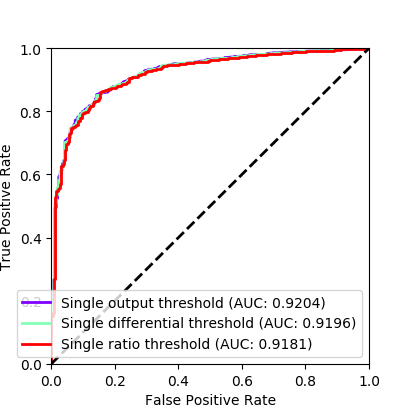 1.0
0.8
0.6
0.4
0.2
0.0
True Positive Rate
Single output threshold (AUC: 0.9204)
Single differential threshold (AUC: 0.9196)
Single ratio threshold (AUC: 0.9181)
0.0 0.2 0.4 0.6 0.8 1.0
False Positive Rate